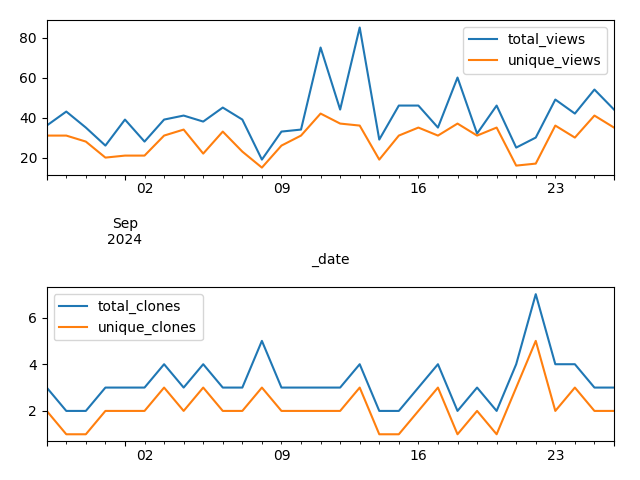 80
60
40
20
total_views
unique_views
02
09
16
23
Sep
2024
_date
6
4
2
total_clones
unique_clones
02
09
16
23